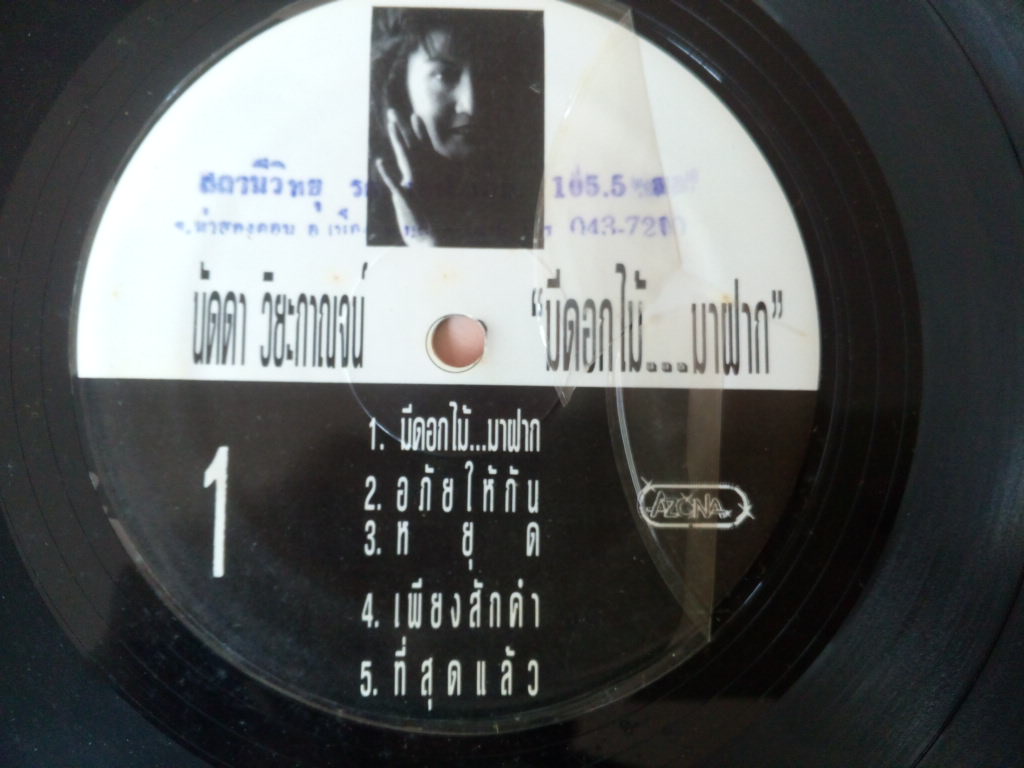 สถานีวิทยุ 105.5
043-7210
นัดดา วิยะกาญจน์ “มีดอกไม้...มาฝาก”
1
1. มีดอกไม้...มาฝาก
2. อภัยให้กัน
3. หยุด
4. เพียงสักคำ
5. ที่สุดแล้ว
AZONA